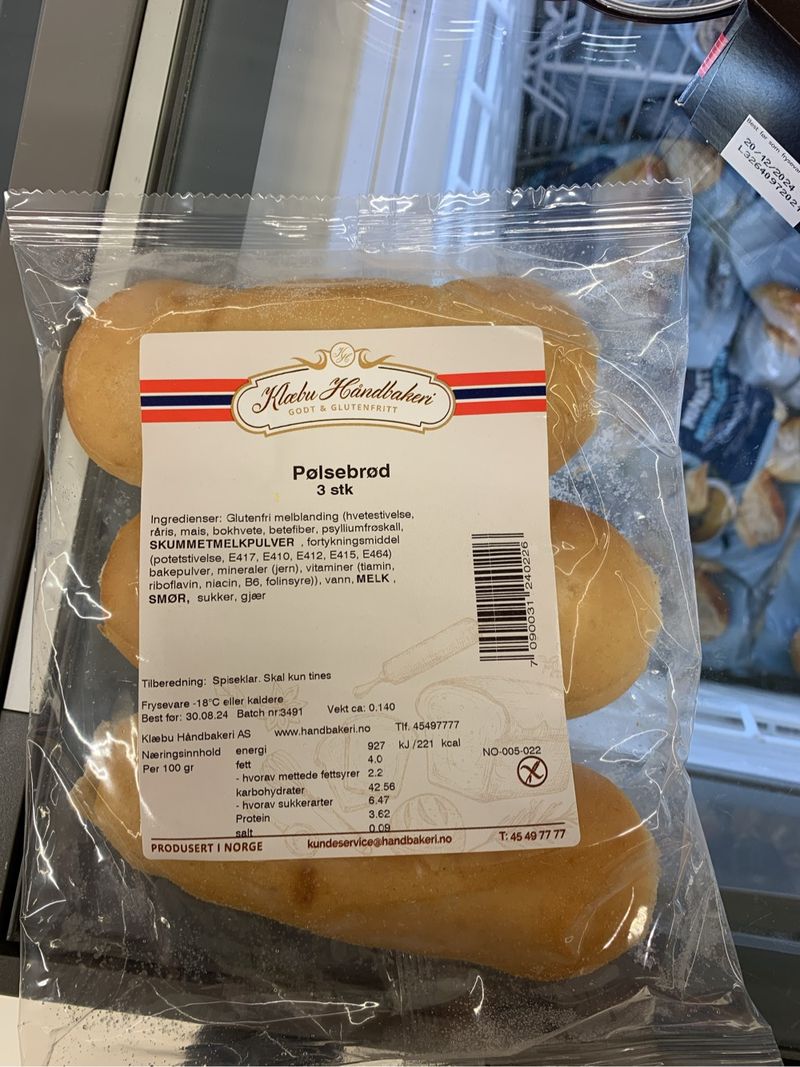 Best før som frysevare
20/12/2024
Klæbu Håndbakeri
GODT & GLUTENFRITT
Pølsebrød
3 stk
Ingredienser: Glutenfri melblanding (hvetestivelse,
råris, mais, bokhvete, betefiber, psylliumfrøskall,
SKUMMETMELKPULVER , fortykningsmiddel
(potetstivelse, E417, E410, E412, E415, E464)
bakepulver, mineraler (jern), vitaminer (tiamin,
riboflavin, niacin, B6, folinsyre)), vann, MELK ,
SMØR, sukker, gjær
7 090031 240226
Tilberedning: Spiseklar. Skal kun tines
Frysevare -18°C eller kaldere
Best før: 30.08.24 Batch nr:3491 Vekt ca: 0.140
Klæbu Håndbakeri AS www.handbakeri.no Tlf. 45497777
Næringsinnhold energi 927 kJ /221 kcal
Per 100 gr fett 4.0
- hvorav mettede fettsyrer 2.2
karbohydrater 42.56
- hvorav sukkerarter 6.47
Protein 3.62
salt 0.09
NO-005-022
PRODUSERT I NORGE kundeservice@handbakeri.no T: 45 49 77 77